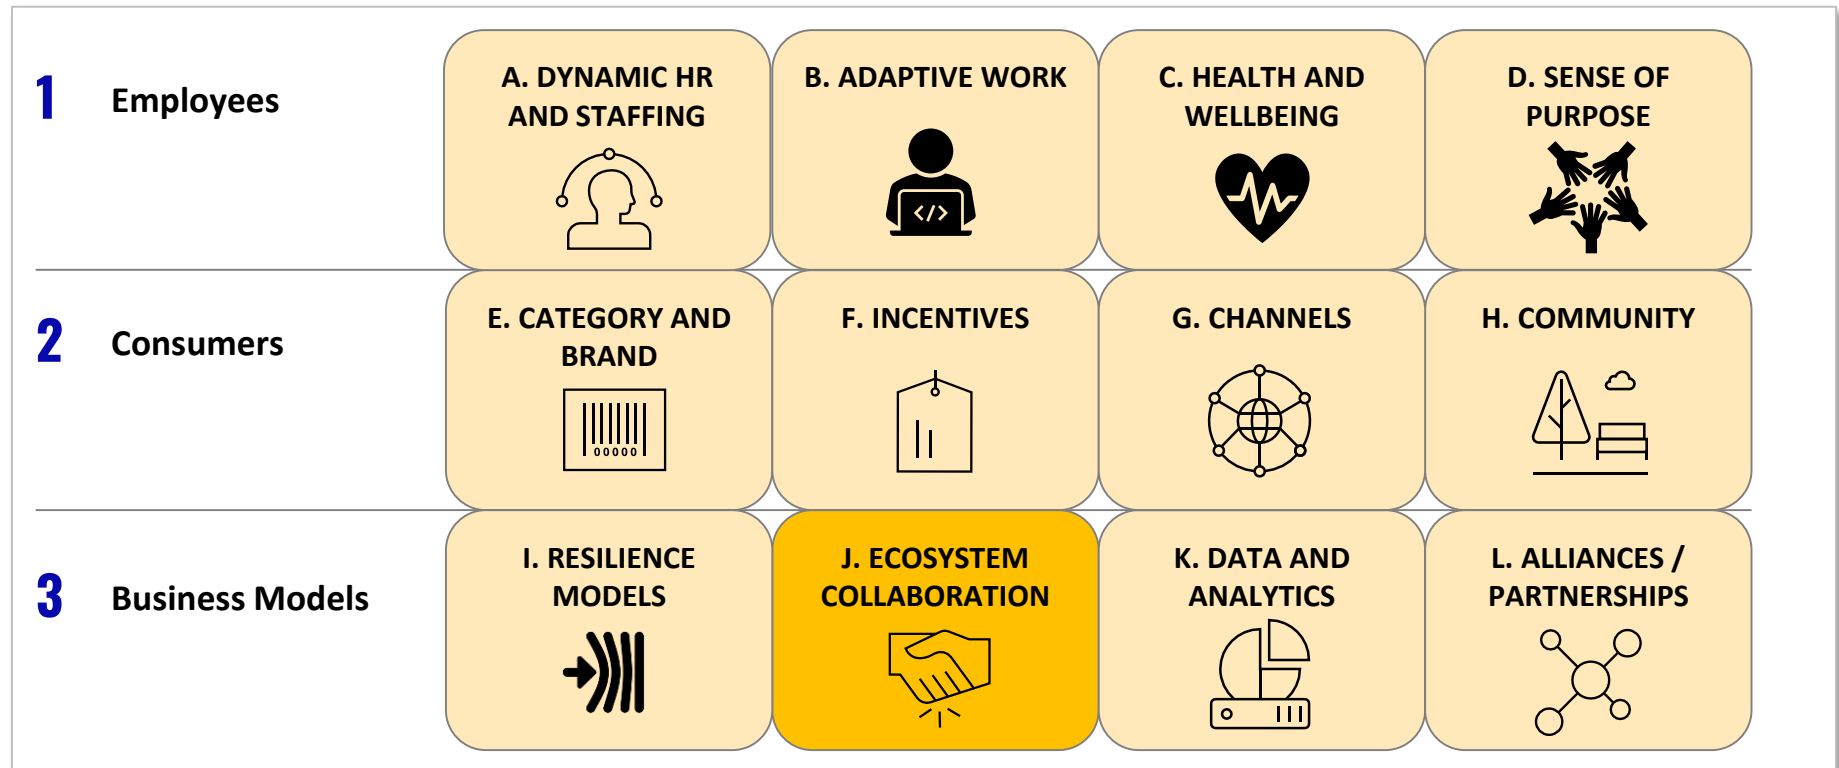 1 Employees
A. DYNAMIC HR
AND STAFFING
B. ADAPTIVE WORK
</>
C. HEALTH AND
WELLBEING
D. SENSE OF
PURPOSE
2 Consumers
E. CATEGORY AND
BRAND
00000
F. INCENTIVES
G. CHANNELS
H. COMMUNITY
3 Business Models
I. RESILIENCE
MODELS
J. ECOSYSTEM
COLLABORATION
K. DATA AND
ANALYTICS
L. ALLIANCES /
PARTNERSHIPS